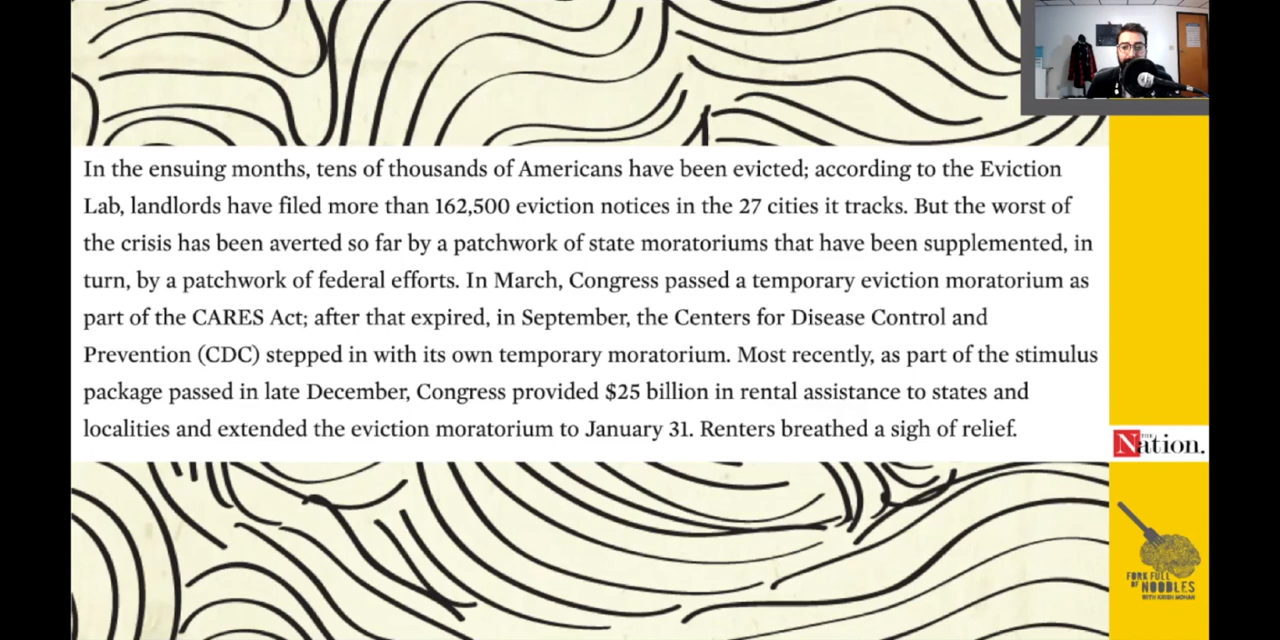 In the ensuing months, tens of thousands of Americans have been evicted; according to the Eviction
Lab, landlords have filed more than 162,500 eviction notices in the 27 cities it tracks. But the worst of
the crisis has been averted so far by a patchwork of state moratoriums that have been supplemented, in
turn, by a patchwork of federal efforts. In March, Congress passed a temporary eviction moratorium as
part of the CARES Act; after that expired, in September, the Centers for Disease Control and
Prevention (CDC) stepped in with its own temporary moratorium. Most recently, as part of the stimulus
package passed in late December, Congress provided $25 billion in rental assistance to states and
localities and extended the eviction moratorium to January 31. Renters breathed a sigh of relief.
THE
Nation.
FORK FULL
OF NOODLES
WITH KRISH MOHAN